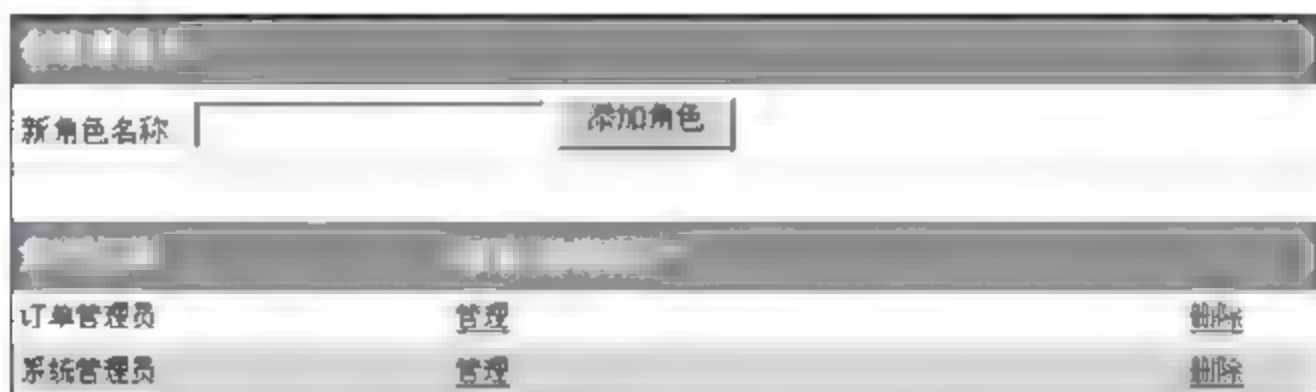 新角色名称 添加角色
订单管理员 管理 删除
系统管理员 管理 删除